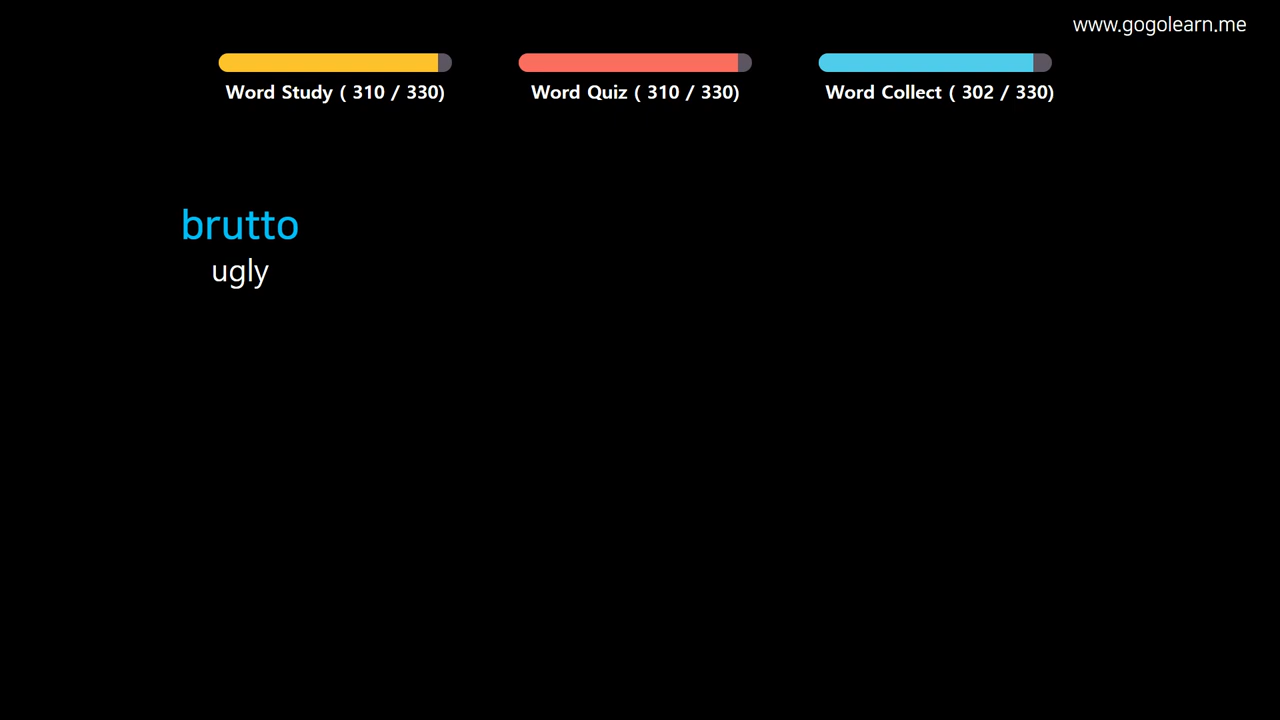 www.gogolearn.me
Word Study ( 310 / 330)
Word Quiz ( 310 / 330)
Word Collect ( 302 / 330)
brutto
ugly